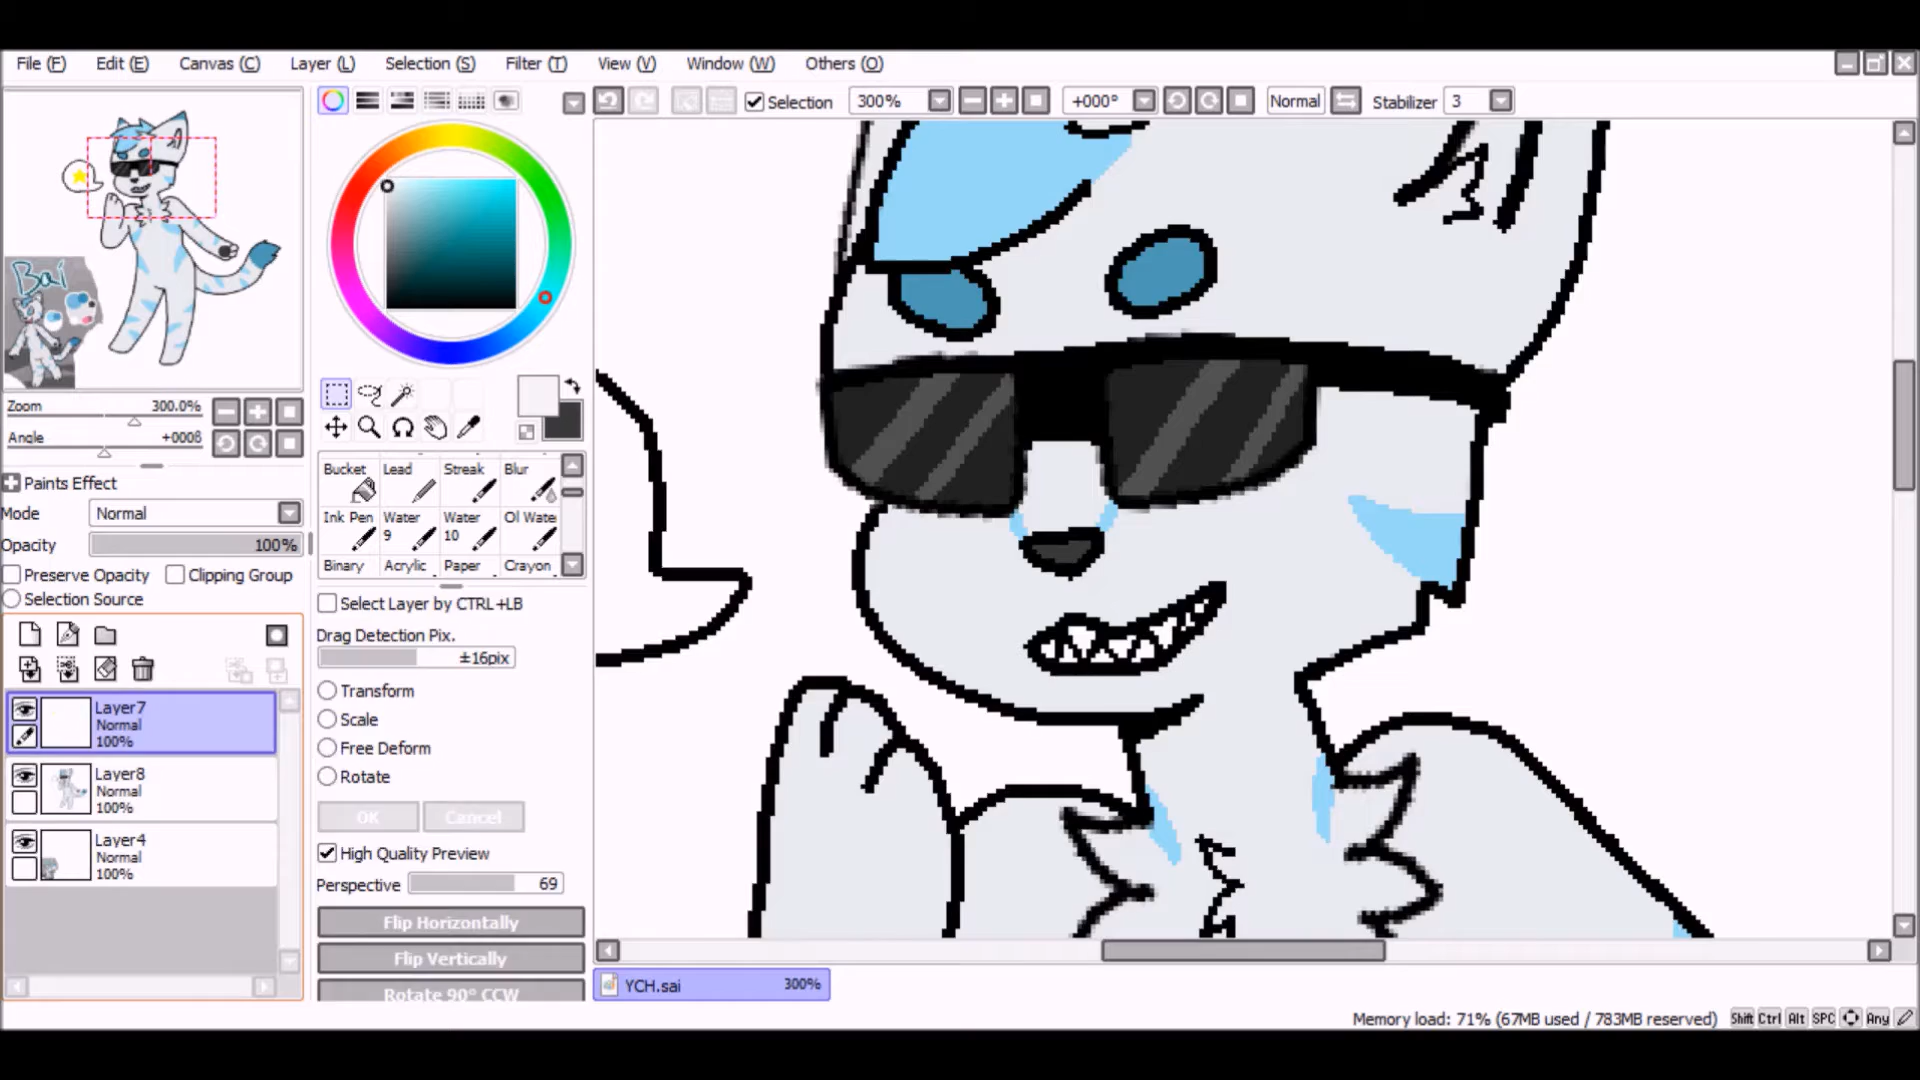 File (F) Edit (E) Canvas (C) Layer (L) Selection (S) Filter (T) View (V) Window (W) Others (O)
Selection 300% +000° Normal Stabilizer 3
Bai
Zoom 300.0%
Angle +000ß
Paints Effect
Mode Normal
Opacity 100%
Preserve Opacity Clipping Group
Selection Source
Layer7
Normal
100%
Layer8
Normal
100%
Layer4
Normal
100%
Bucket Lead Streak Blur
Ink Pen Water 9 Water 10 Oil Wate
Binary Acrylic Paper Crayon
Select Layer by CTRL+LB
Drag Detection Pix.
±16pix
Transform
Scale
Free Deform
Rotate
OK Cancel
High Quality Preview
Perspective 69
Flip Horizontally
Flip Vertically
Rotate 90° CCW
YCH.sai 300%
Memory load: 71% (67MB used / 783MB reserved) Shift Ctrl Alt SPC Any